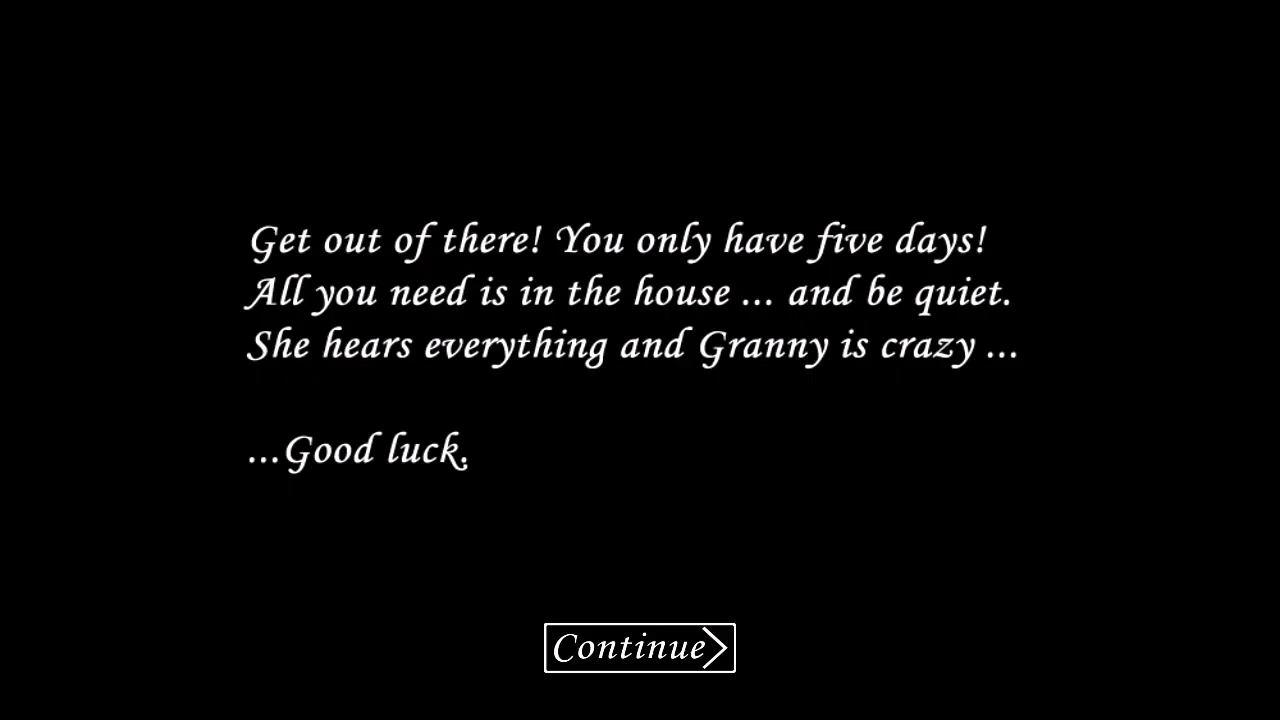 Get out of there! You only have five days!
All you need is in the house ... and be quiet.
She hears everything and Granny is crazy ...
...Good luck.
Continue